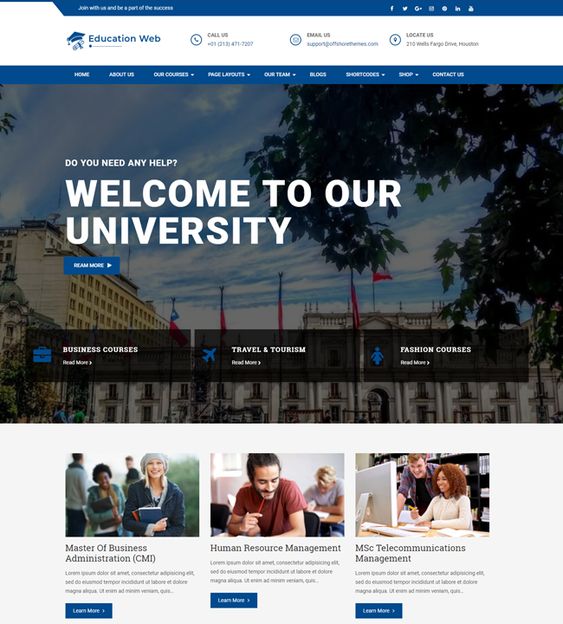 Join with us and be a part of the success
Education Web
CALL US
+01 (213) 471-7207
EMAIL US
support@offshorethemes.com
LOCATE US
210 Wells Fargo Drive, Houston
HOME ABOUT US OUR COURSES PAGE LAYOUTS OUR TEAM BLOGS SHORTCODES SHOP CONTACT US
DO YOU NEED ANY HELP?
WELCOME TO OUR
UNIVERSITY
REAM MORE
BUSINESS COURSES
Read More
TRAVEL & TOURISM
Read More
FASHION COURSES
Read More
Master Of Business
Administration (CMI)
Lorem ipsum dolor sit amet, consectetur adipisicing elit,
sed do eiusmod tempor incididunt ut labore et dolore
magna aliqua. Ut enim ad minim veniam, quis...
Learn More
Human Resource Management
Lorem ipsum dolor sit amet, consectetur adipisicing elit,
sed do eiusmod tempor incididunt ut labore et dolore
magna aliqua. Ut enim ad minim veniam, quis...
Learn More
MSc Telecommunications
Management
Lorem ipsum dolor sit amet, consectetur adipisicing elit,
sed do eiusmod tempor incididunt ut labore et dolore
magna aliqua. Ut enim ad minim veniam, quis...
Learn More